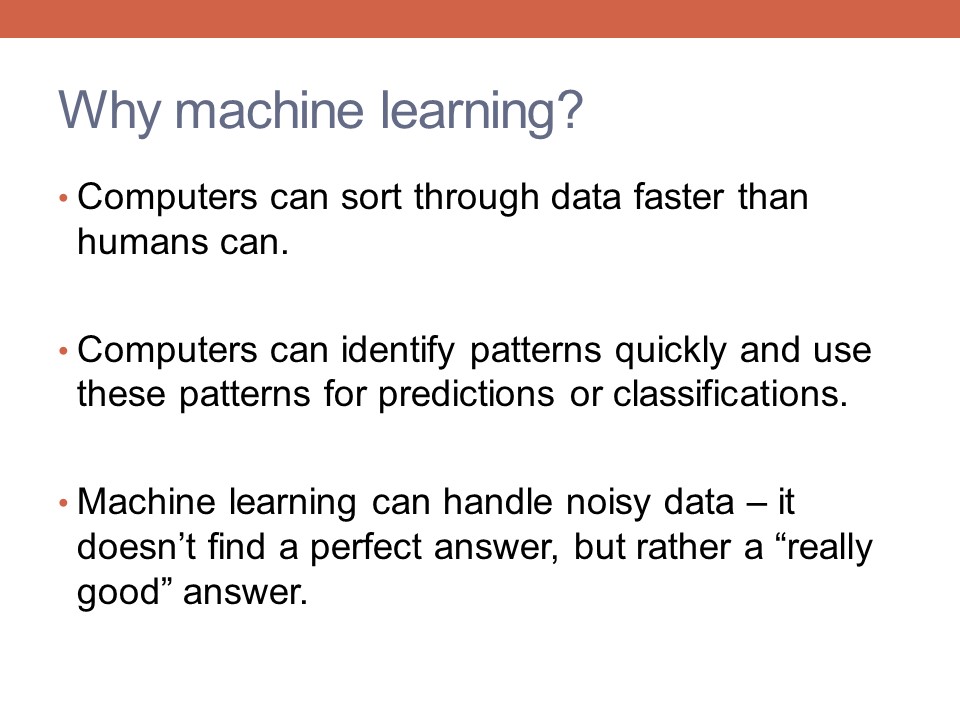 Why machine learning?
• Computers can sort through data faster than
humans can.
• Computers can identify patterns quickly and use
these patterns for predictions or classifications.
• Machine learning can handle noisy data – it
doesn’t find a perfect answer, but rather a “really
good” answer.